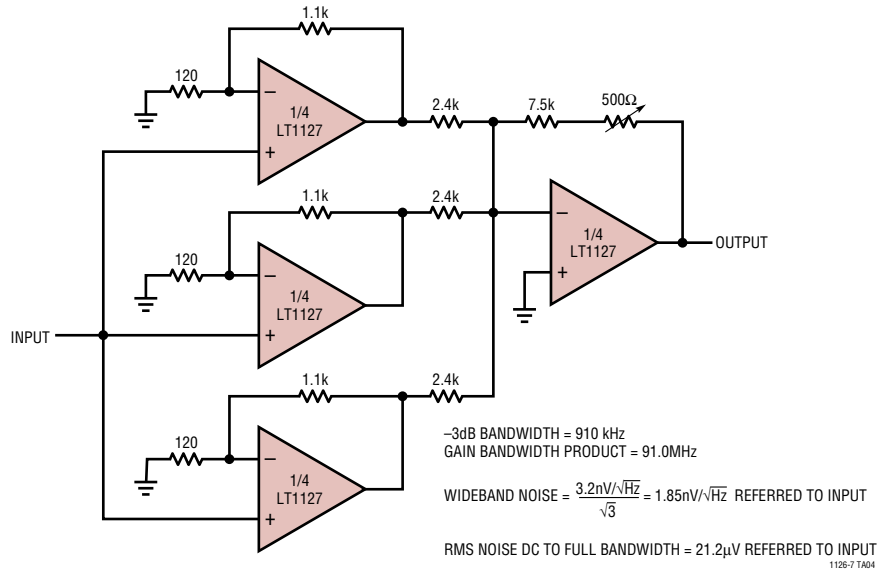 1.1k
120
–
1/4
LT1127
+
2.4k
7.5k
500Ω
1.1k
2.4k
120
–
1/4
LT1127
+
–
1/4
LT1127
+
OUTPUT
INPUT
1.1k
2.4k
120
–
1/4
LT1127
+
–3dB BANDWIDTH = 910 kHz
GAIN BANDWIDTH PRODUCT = 91.0MHz
WIDEBAND NOISE = 3.2nV/√Hz / √3 = 1.85nV/√Hz REFERRED TO INPUT
RMS NOISE DC TO FULL BANDWIDTH = 21.2µV REFERRED TO INPUT
1126-7 TA04